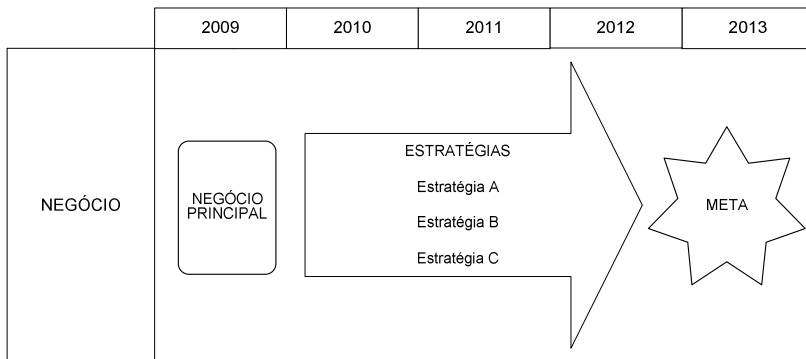 2009 2010 2011 2012 2013
NEGÓCIO
NEGÓCIO
PRINCIPAL
ESTRATÉGIAS
Estratégia A
Estratégia B
Estratégia C
META